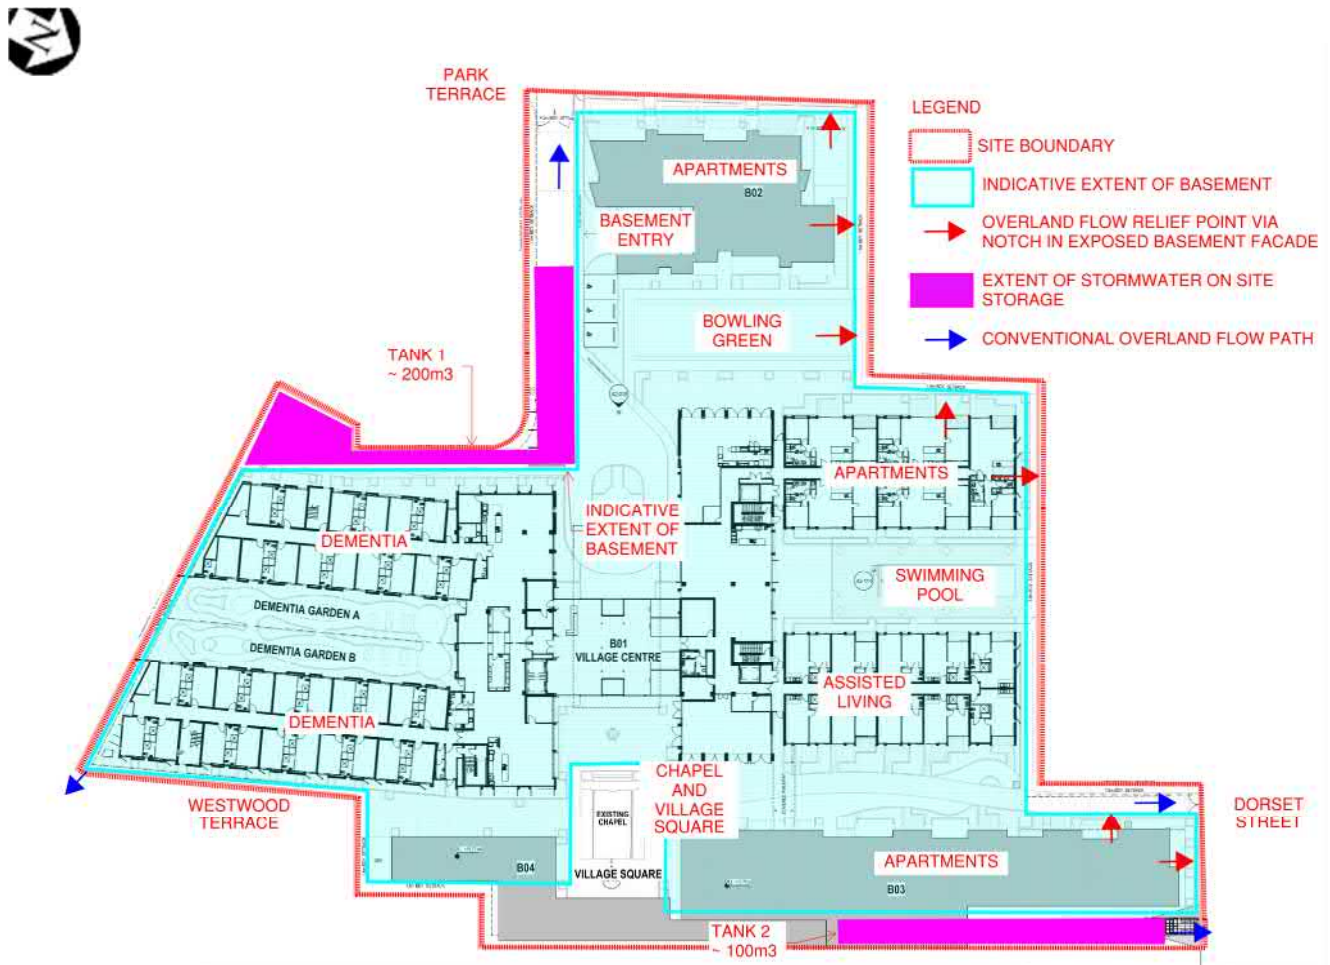 N
PARK
TERRACE
LEGEND
SITE BOUNDARY
INDICATIVE EXTENT OF BASEMENT
OVERLAND FLOW RELIEF POINT VIA
NOTCH IN EXPOSED BASEMENT FACADE
EXTENT OF STORMWATER ON SITE
STORAGE
CONVENTIONAL OVERLAND FLOW PATH
APARTMENTS
B02
BASEMENT
ENTRY
BOWLING
GREEN
TANK 1
~ 200m3
APARTMENTS
INDICATIVE
EXTENT OF
BASEMENT
DEMENTIA
SWIMMING
POOL
DEMENTIA GARDEN A
DEMENTIA GARDEN B
B01
VILLAGE CENTRE
ASSISTED
LIVING
DEMENTIA
CHAPEL
AND
VILLAGE
SQUARE
WESTWOOD
TERRACE
EXISTING
CHAPEL
DORSET
STREET
B04
VILLAGE SQUARE
APARTMENTS
B03
TANK 2
~ 100m3